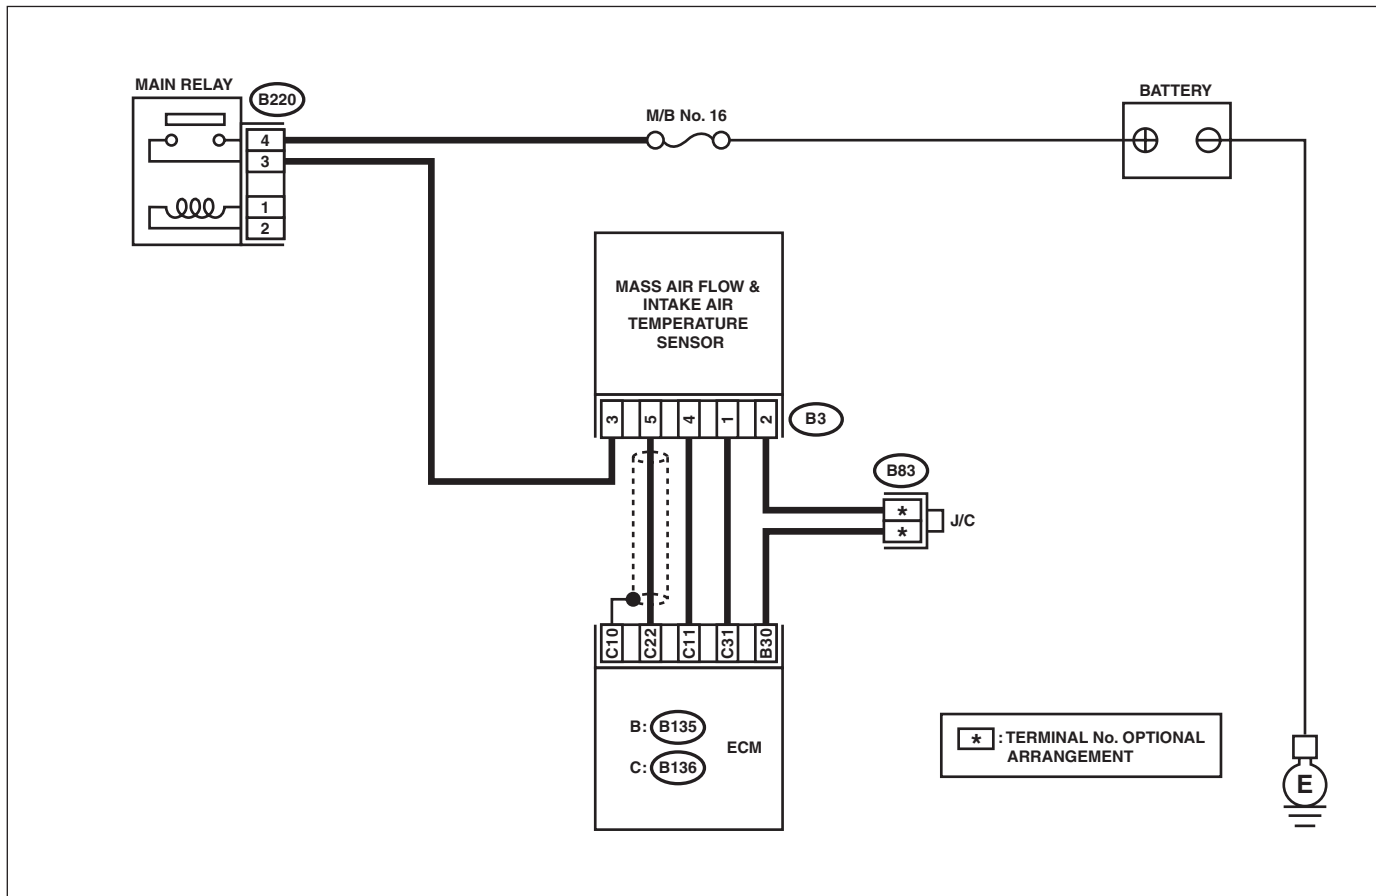 MAIN RELAY
B220
4
3
1
2
M/B No. 16
BATTERY
MASS AIR FLOW &
INTAKE AIR
TEMPERATURE
SENSOR
3 5 4 1 2
B3
B83
*
*
J/C
C10 C22 C11 C31 B30
B: B135
C: B136
ECM
* : TERMINAL No. OPTIONAL
ARRANGEMENT
E